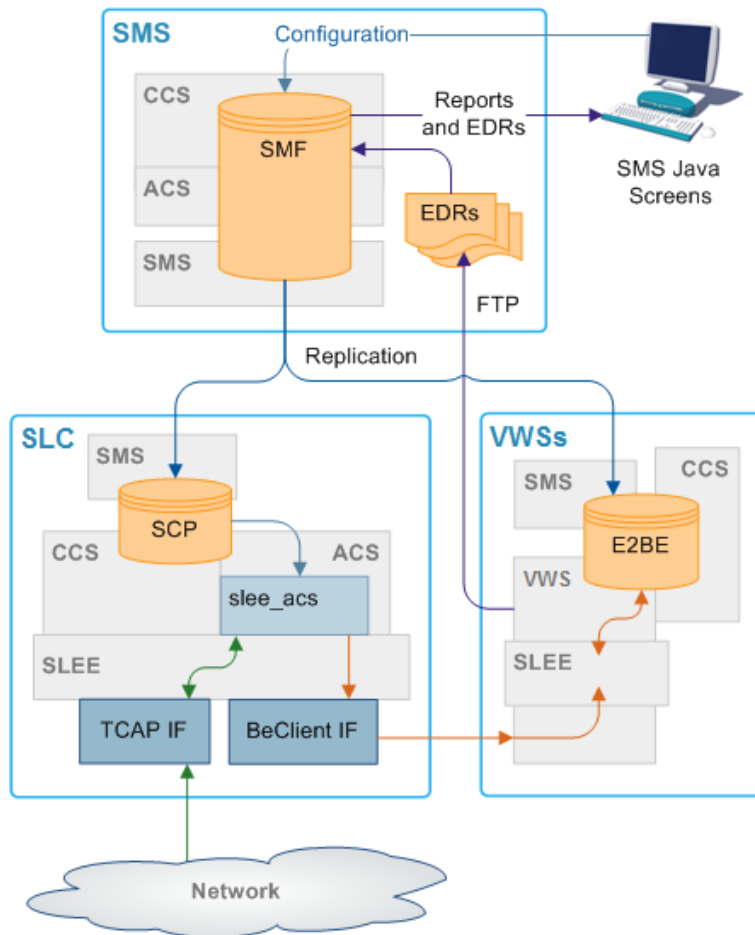 SMS
Configuration
CCS
SMF
Reports
and EDRs
SMS Java
Screens
ACS
EDRs
SMS
FTP
Replication
SLC
SMS
SCP
CCS
ACS
slee_acs
SLEE
TCAP IF
BeClient IF
VWSs
SMS
CCS
E2BE
VWS
SLEE
Network